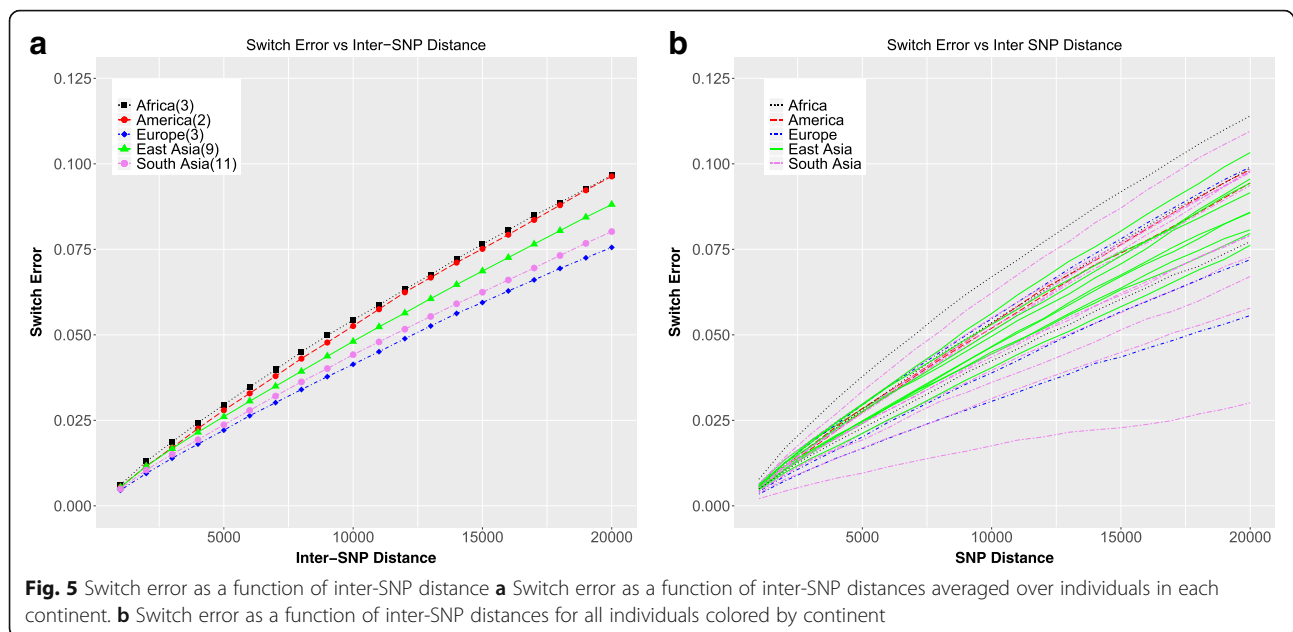 a
Switch Error vs Inter-SNP Distance
Switch Error
0.125
0.100
0.075
0.050
0.025
0.000
Africa(3)
America(2)
Europe(3)
East Asia(9)
South Asia(11)
5000 10000 15000 20000
Inter-SNP Distance
b
Switch Error vs Inter SNP Distance
Switch Error
0.125
0.100
0.075
0.050
0.025
0.000
Africa
America
Europe
East Asia
South Asia
5000 10000 15000 20000
SNP Distance
Fig. 5 Switch error as a function of inter-SNP distance a Switch error as a function of inter-SNP distances averaged over individuals in each
continent. b Switch error as a function of inter-SNP distances for all individuals colored by continent